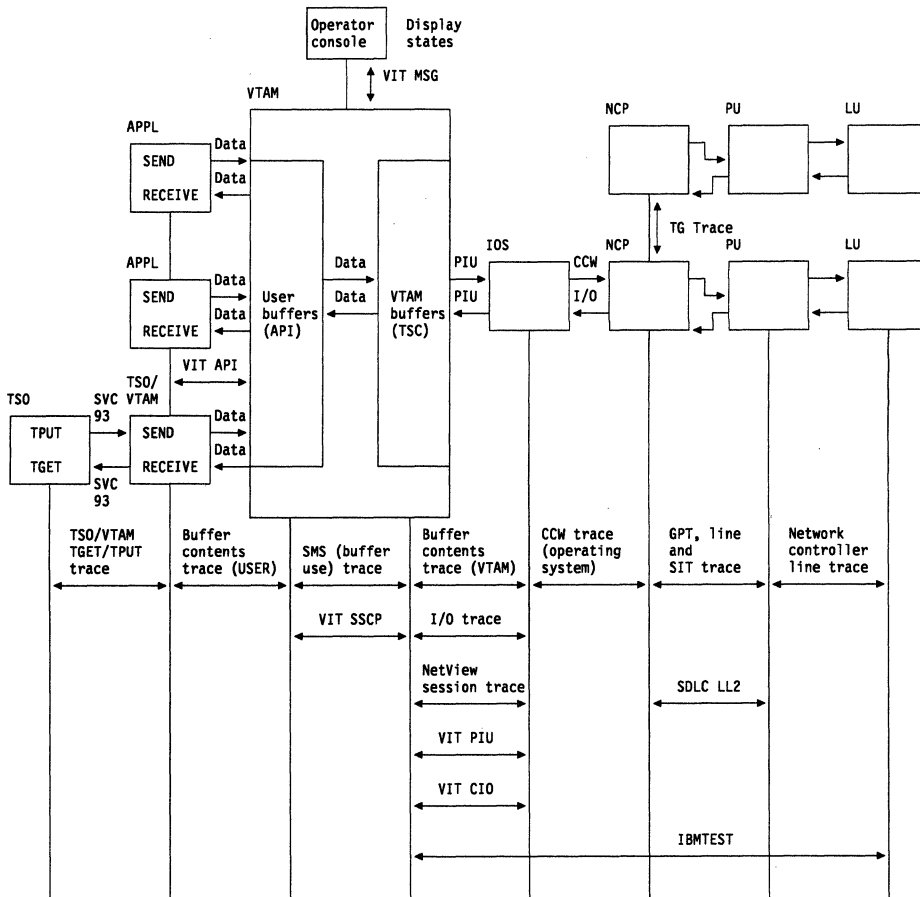 Operator
console
Display
states
VIT MSG
VTAM
NCP
PU
LU
APPL
SEND
RECEIVE
Data
Data
TG Trace
APPL
SEND
RECEIVE
Data
Data
User
buffers
(API)
Data
Data
VTAM
buffers
(TSC)
PIU
PIU
IOS
CCW
I/O
NCP
PU
LU
VIT API
TSO
TPUT
TGET
SVC
93
SVC
93
TSO/
VTAM
SEND
RECEIVE
Data
Data
TSO/VTAM
TGET/TPUT
trace
Buffer
contents
trace (USER)
SMS (buffer
use) trace
Buffer
contents
trace (VTAM)
CCW trace
(operating
system)
GPT, line
and
SIT trace
Network
controller
line trace
VIT SSCP
I/O trace
NetView
session trace
SDLC LL2
VIT PIU
VIT CIO
IBMTEST